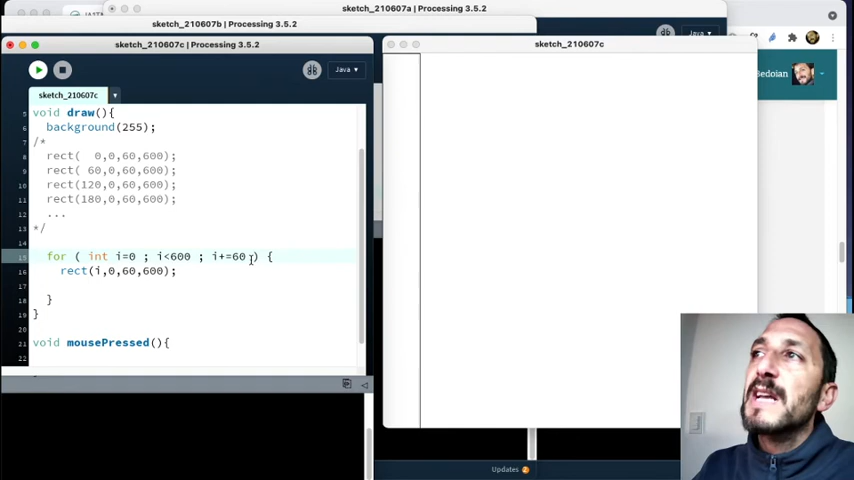 sketch_210607a | Processing 3.5.2
sketch_210607b | Processing 3.5.2
sketch_210607c | Processing 3.5.2
sketch_210607c
Java
Java
Bedoian
sketch_210607c
5 void draw(){
6 background(255);
7 /*
8 rect( 0,0,60,600);
9 rect( 60,0,60,600);
10 rect(120,0,60,600);
11 rect(180,0,60,600);
12 ...
13 */
14
15 for ( int i=0 ; i<600 ; i+=60 ) {
16 rect(i,0,60,600);
17
18 }
19 }
20
21 void mousePressed(){
22
Updates 2